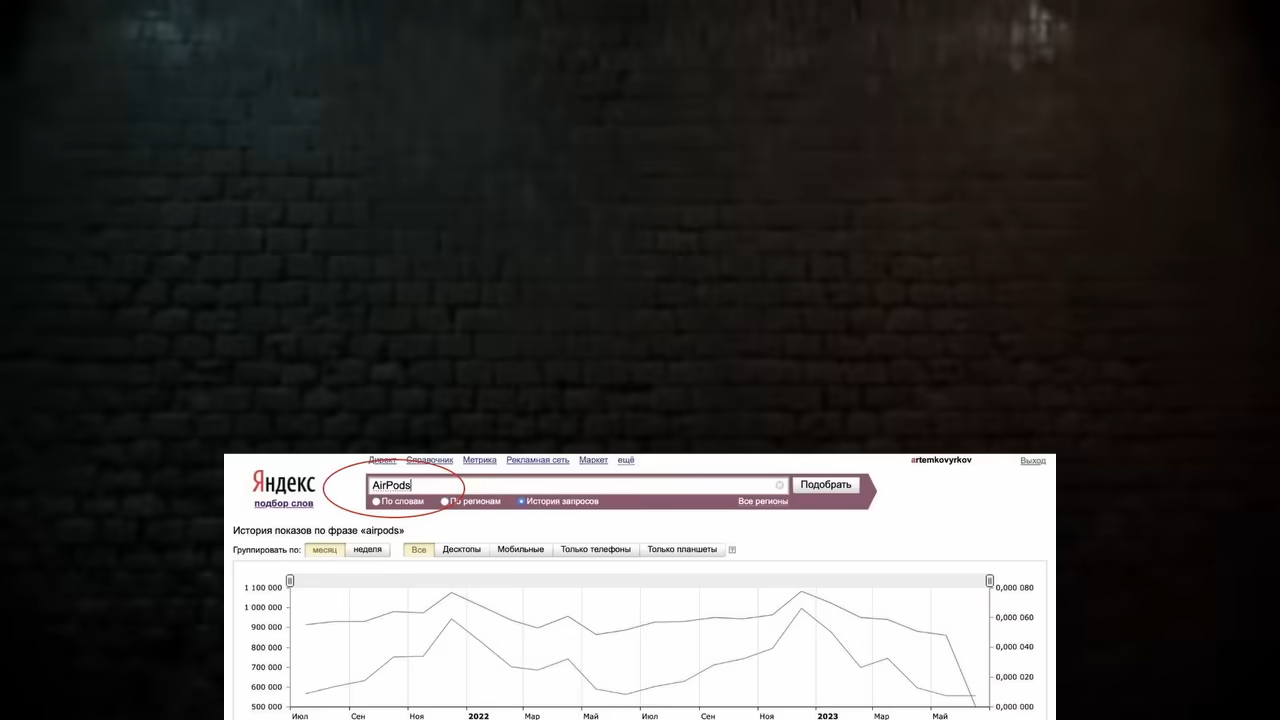 Директ Справочник Метрика Рекламная сеть Маркет ещё artemkovyrkov Выход
Яндекс AirPods Подобрать
подбор слов По словам По регионам История запросов Все регионы
История показов по фразе «airpods»
Группировать по: месяц неделя Все Десктопы Мобильные Только телефоны Только планшеты [?]
1 100 000 0,000 080
1 000 000
900 000 0,000 060
800 000 0,000 040
700 000
600 000 0,000 020
500 000 0,000 000
Июл Сен Ноя 2022 Мар Май Июл Сен Ноя 2023 Мар Май